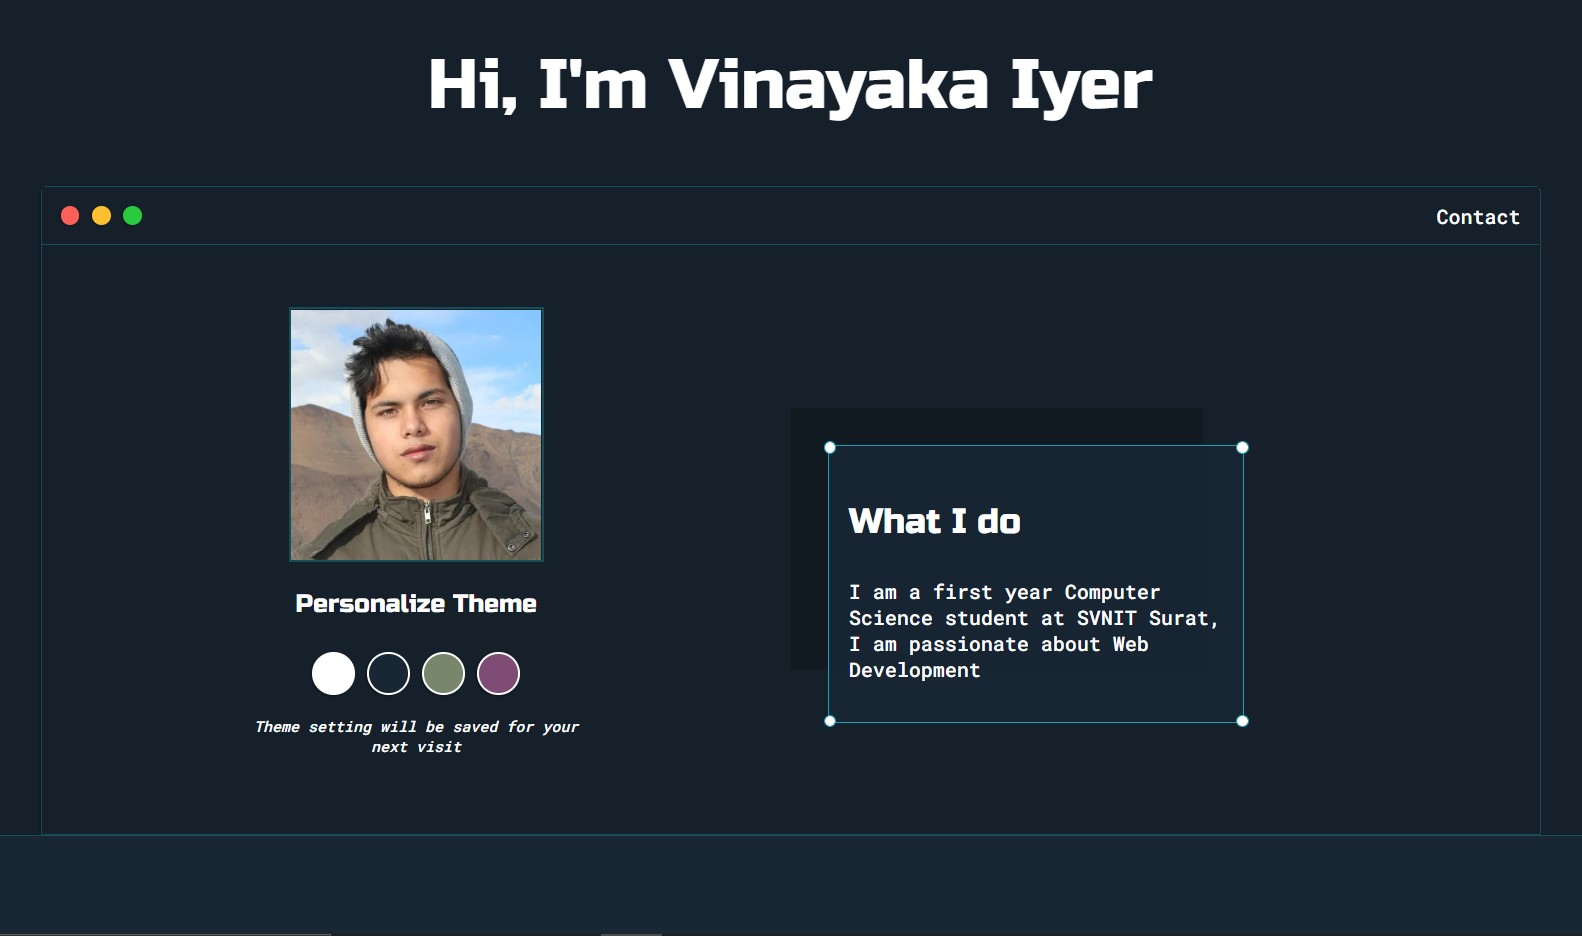 Hi, I'm Vinayaka Iyer
Contact
Personalize Theme
Theme setting will be saved for your
next visit
What I do
I am a first year Computer
Science student at SVNIT Surat,
I am passionate about Web
Development